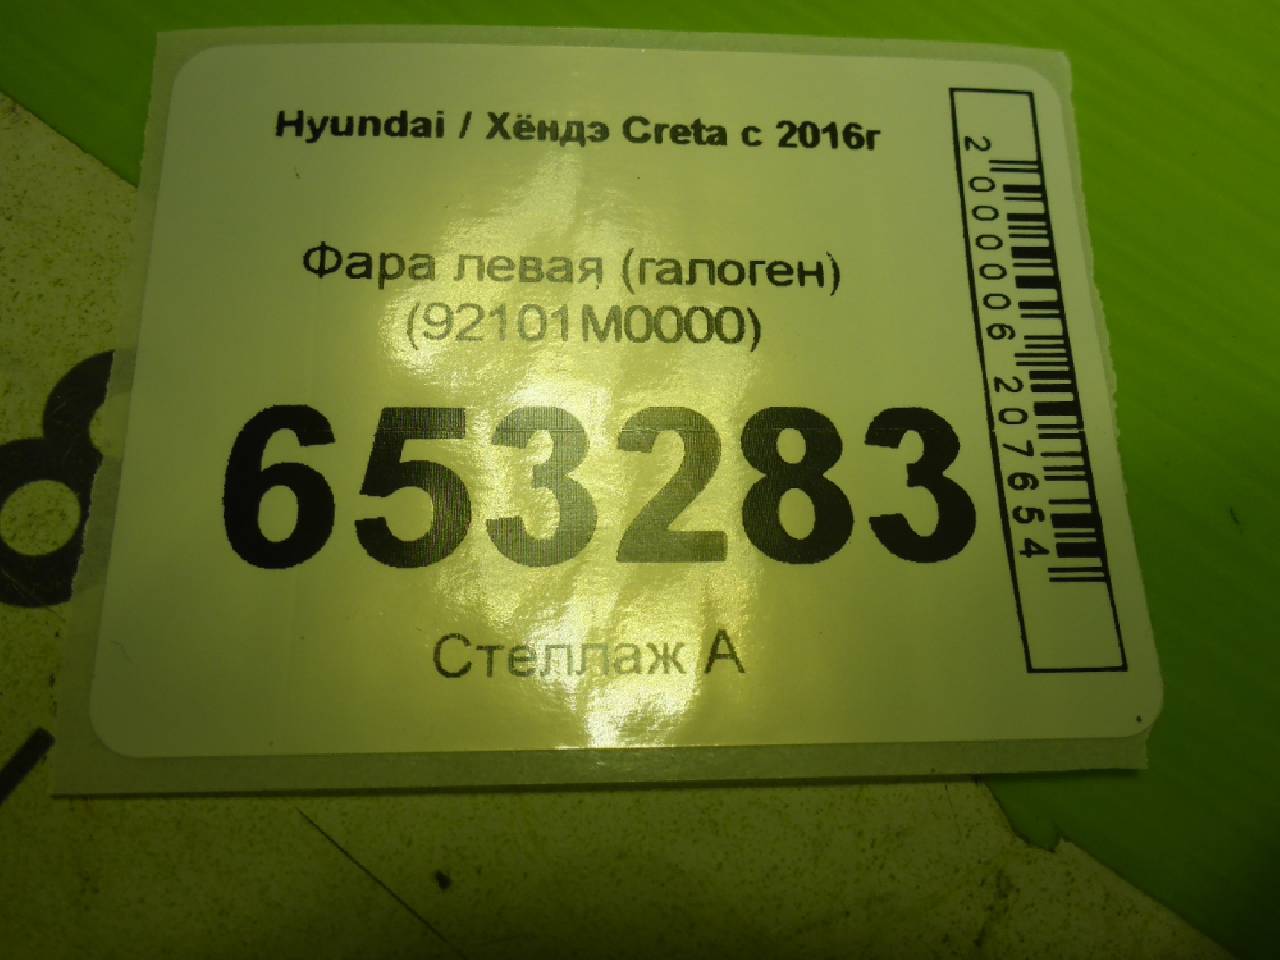 Hyundai / Хёндэ Creta с 2016г
Фара левая (галоген)
(92101M0000)
653283
Стеллаж А
2000006207654